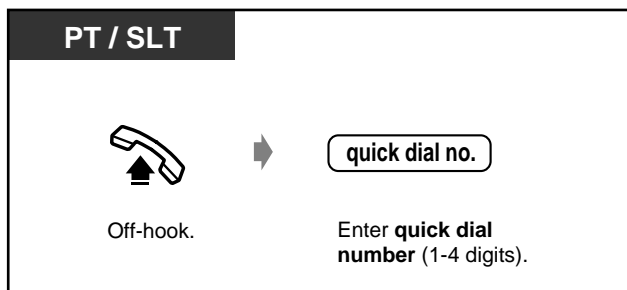 PT / SLT
quick dial no.
Off-hook.
Enter quick dial
number (1-4 digits).